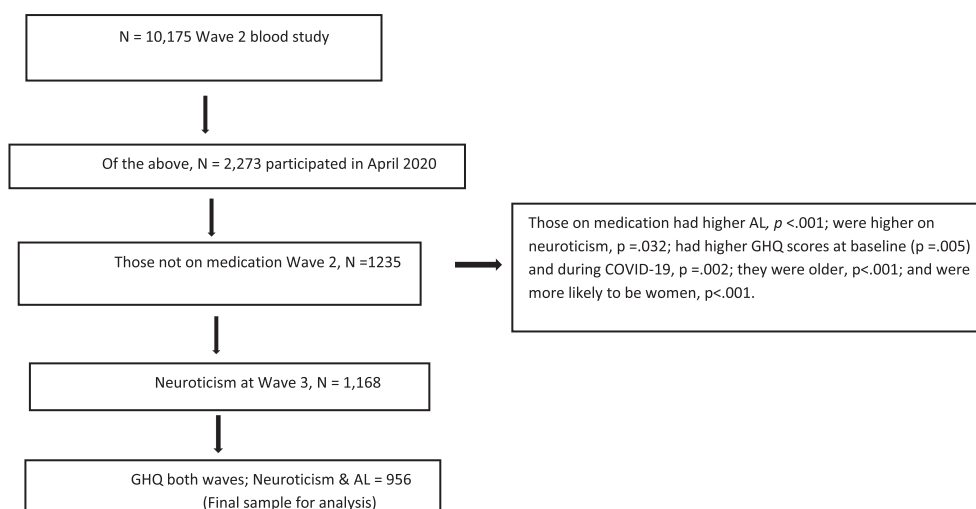 N = 10,175 Wave 2 blood study
Of the above, N = 2,273 participated in April 2020
Those not on medication Wave 2, N =1235
Those on medication had higher AL, p <.001; were higher on
neuroticism, p =.032; had higher GHQ scores at baseline (p =.005)
and during COVID-19, p =.002; they were older, p<.001; and were
more likely to be women, p<.001.
Neuroticism at Wave 3, N = 1,168
GHQ both waves; Neuroticism & AL = 956
(Final sample for analysis)